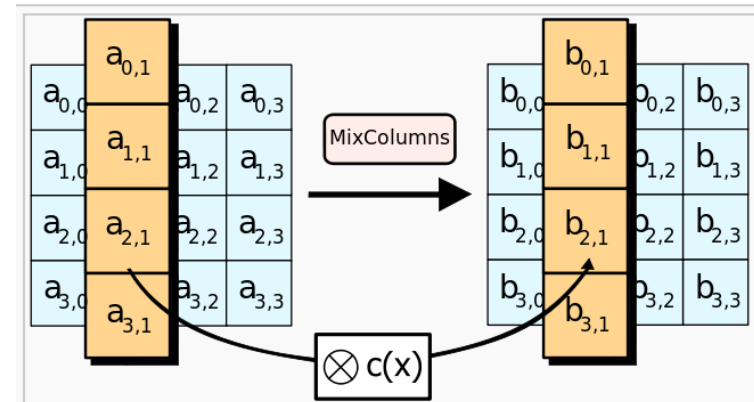 a0,1 b0,1
a0,0 a0,2 a0,3 b0,0 b0,2 b0,3
MixColumns
a1,1 b1,1
a1,0 a1,2 a1,3 b1,0 b1,2 b1,3
a2,1 b2,1
a2,0 a2,2 a2,3 b2,0 b2,2 b2,3
a3,0 a3,2 a3,3 b3,0 b3,2 b3,3
a3,1 b3,1
⊗ c(x)